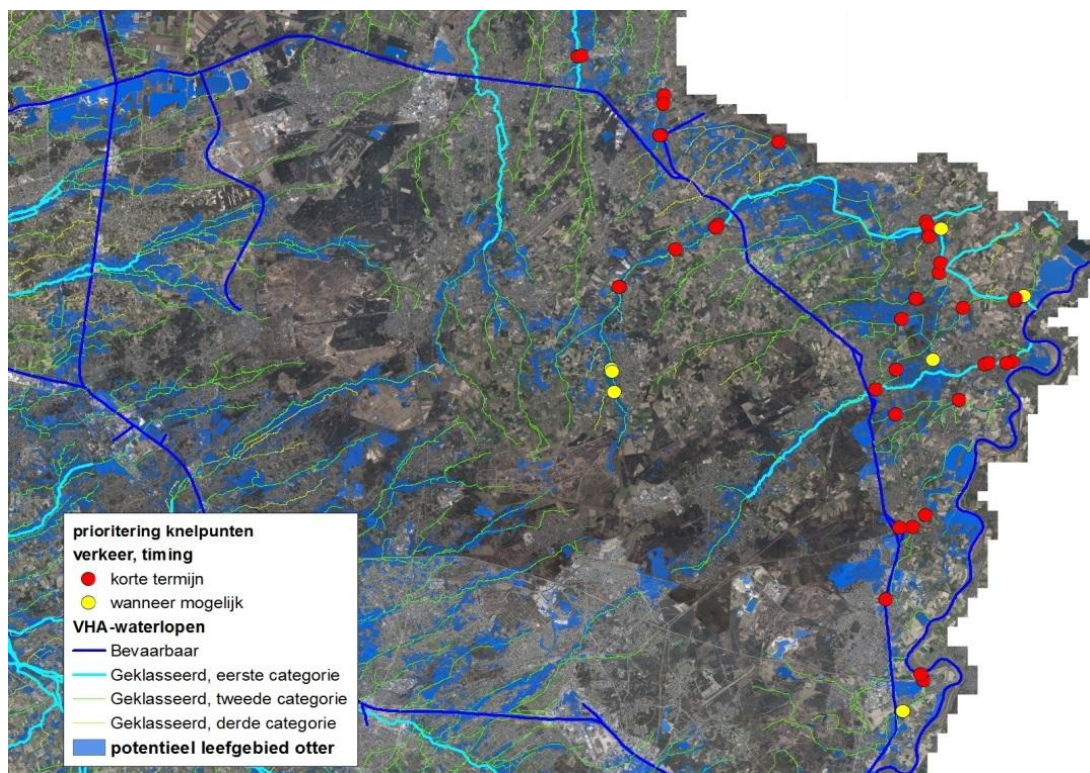 prioritering knelpunten
verkeer, timing
korte termijn
wanneer mogelijk
VHA-waterlopen
Bevaarbaar
Geklasseerd, eerste categorie
Geklasseerd, tweede categorie
Geklasseerd, derde categorie
potentieel leefgebied otter